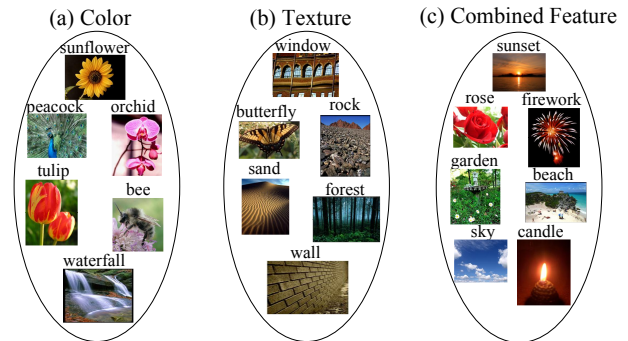 (a) Color
(b) Texture
(c) Combined Feature
sunflower
peacock
orchid
tulip
bee
waterfall
window
butterfly
rock
sand
forest
wall
sunset
rose
firework
garden
beach
sky
candle